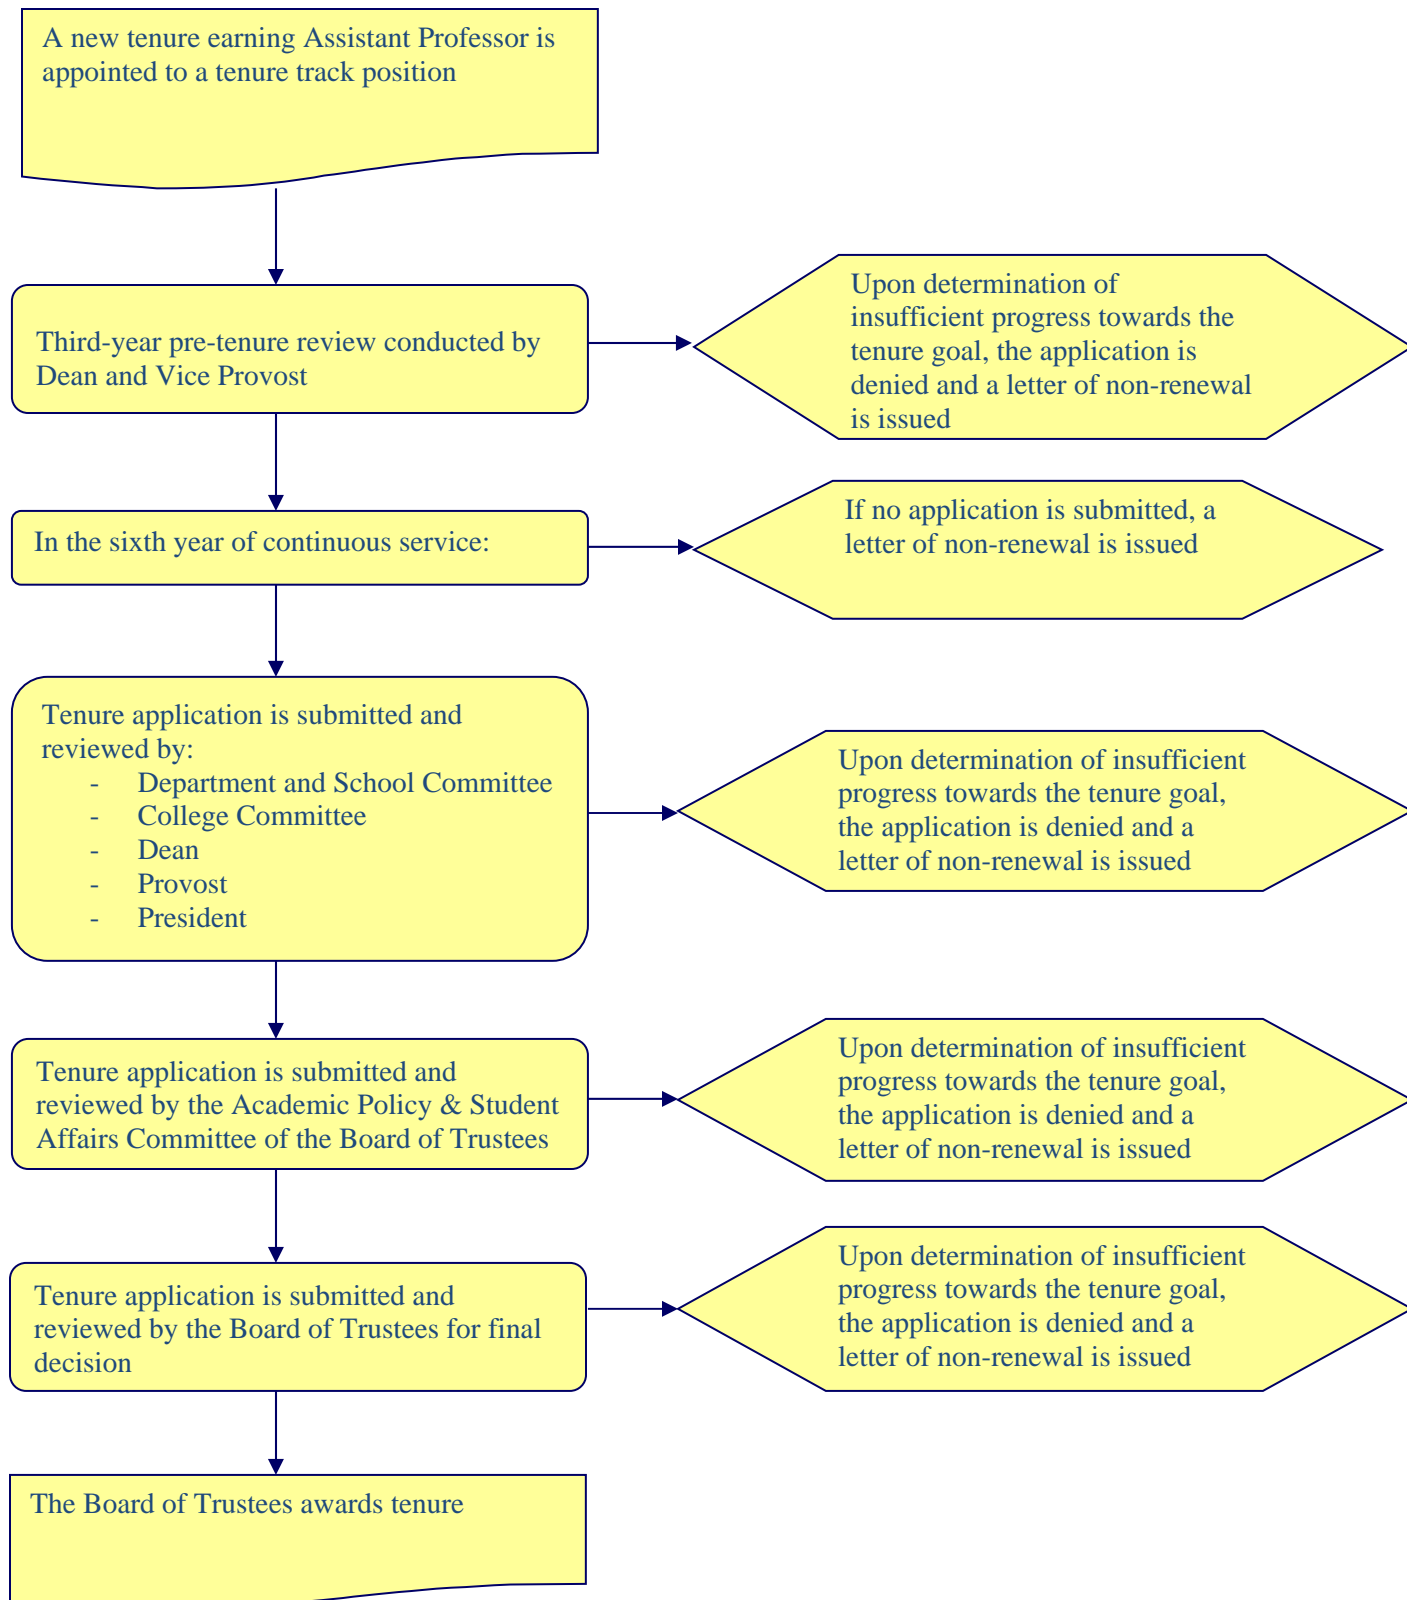 A new tenure earning Assistant Professor is
appointed to a tenure track position
Third-year pre-tenure review conducted by
Dean and Vice Provost
Upon determination of
insufficient progress towards the
tenure goal, the application is
denied and a letter of non-renewal
is issued
In the sixth year of continuous service:
If no application is submitted, a
letter of non-renewal is issued
Tenure application is submitted and
reviewed by:
- Department and School Committee
- College Committee
- Dean
- Provost
- President
Upon determination of insufficient
progress towards the tenure goal,
the application is denied and a
letter of non-renewal is issued
Tenure application is submitted and
reviewed by the Academic Policy & Student
Affairs Committee of the Board of Trustees
Upon determination of insufficient
progress towards the tenure goal,
the application is denied and a
letter of non-renewal is issued
Tenure application is submitted and
reviewed by the Board of Trustees for final
decision
Upon determination of insufficient
progress towards the tenure goal,
the application is denied and a
letter of non-renewal is issued
The Board of Trustees awards tenure